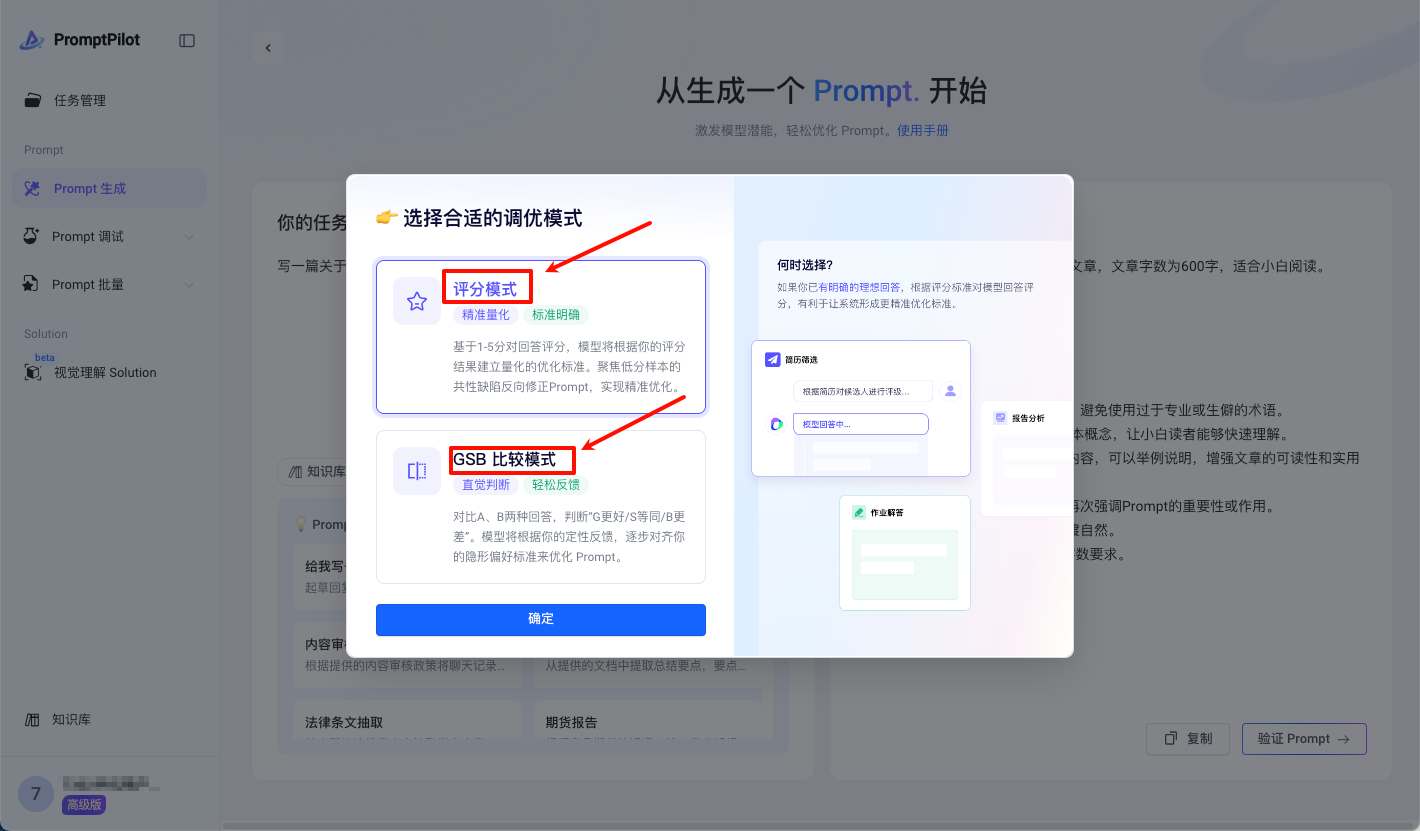 PromptPilot
任务管理
Prompt
Prompt 生成
Prompt 调试
Prompt 批量
Solution
beta
视觉理解 Solution
知识库
7
高级版
从生成一个 Prompt. 开始
激发模型潜能，轻松优化 Prompt。使用手册
你的任务
写一篇关于
知识库
Promp
给我写
起草回复
内容审
根据提供的内容审核政策将聊天记录...
从提供的文档中提取总结要点，要点...
法律条文抽取
期货报告
👉 选择合适的调优模式
评分模式
精准量化 标准明确
基于1-5分对回答评分，模型将根据你的评分
结果建立量化的优化标准。聚焦低分样本的
共性缺陷反向修正Prompt，实现精准优化。
GSB 比较模式
直觉判断 轻松反馈
对比A、B两种回答，判断“G更好/S等同/B更
差”。模型将根据你的定性反馈，逐步对齐你
的隐形偏好标准来优化 Prompt。
确定
何时选择?
如果你已有明确的理想回答，根据评分标准对模型回答评
分，有利于让系统形成更精准优化标准。
简历筛选
根据简历对候选人进行评级...
模型回答中...
报告分析
作业解答
文章，文章字数为600字，适合小白阅读。
避免使用过于专业或生僻的术语。
本概念，让小白读者能够快速理解。
内容，可以举例说明，增强文章的可读性和实用
再次强调Prompt的重要性或作用。
渡自然。
数要求。
复制
验证 Prompt →